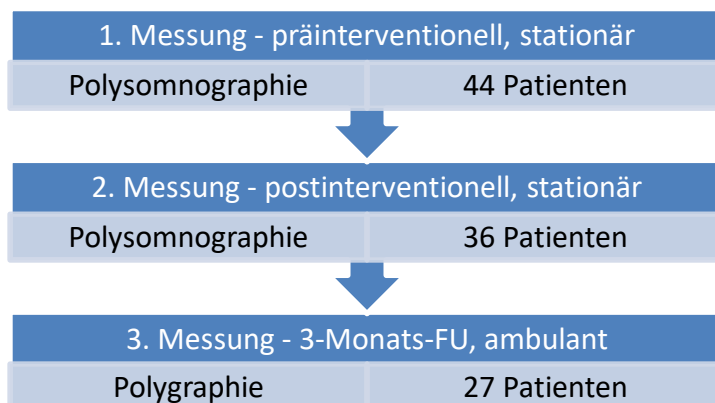 1. Messung - präinterventionell, stationär
Polysomnographie 44 Patienten
2. Messung - postinterventionell, stationär
Polysomnographie 36 Patienten
3. Messung - 3-Monats-FU, ambulant
Polygraphie 27 Patienten